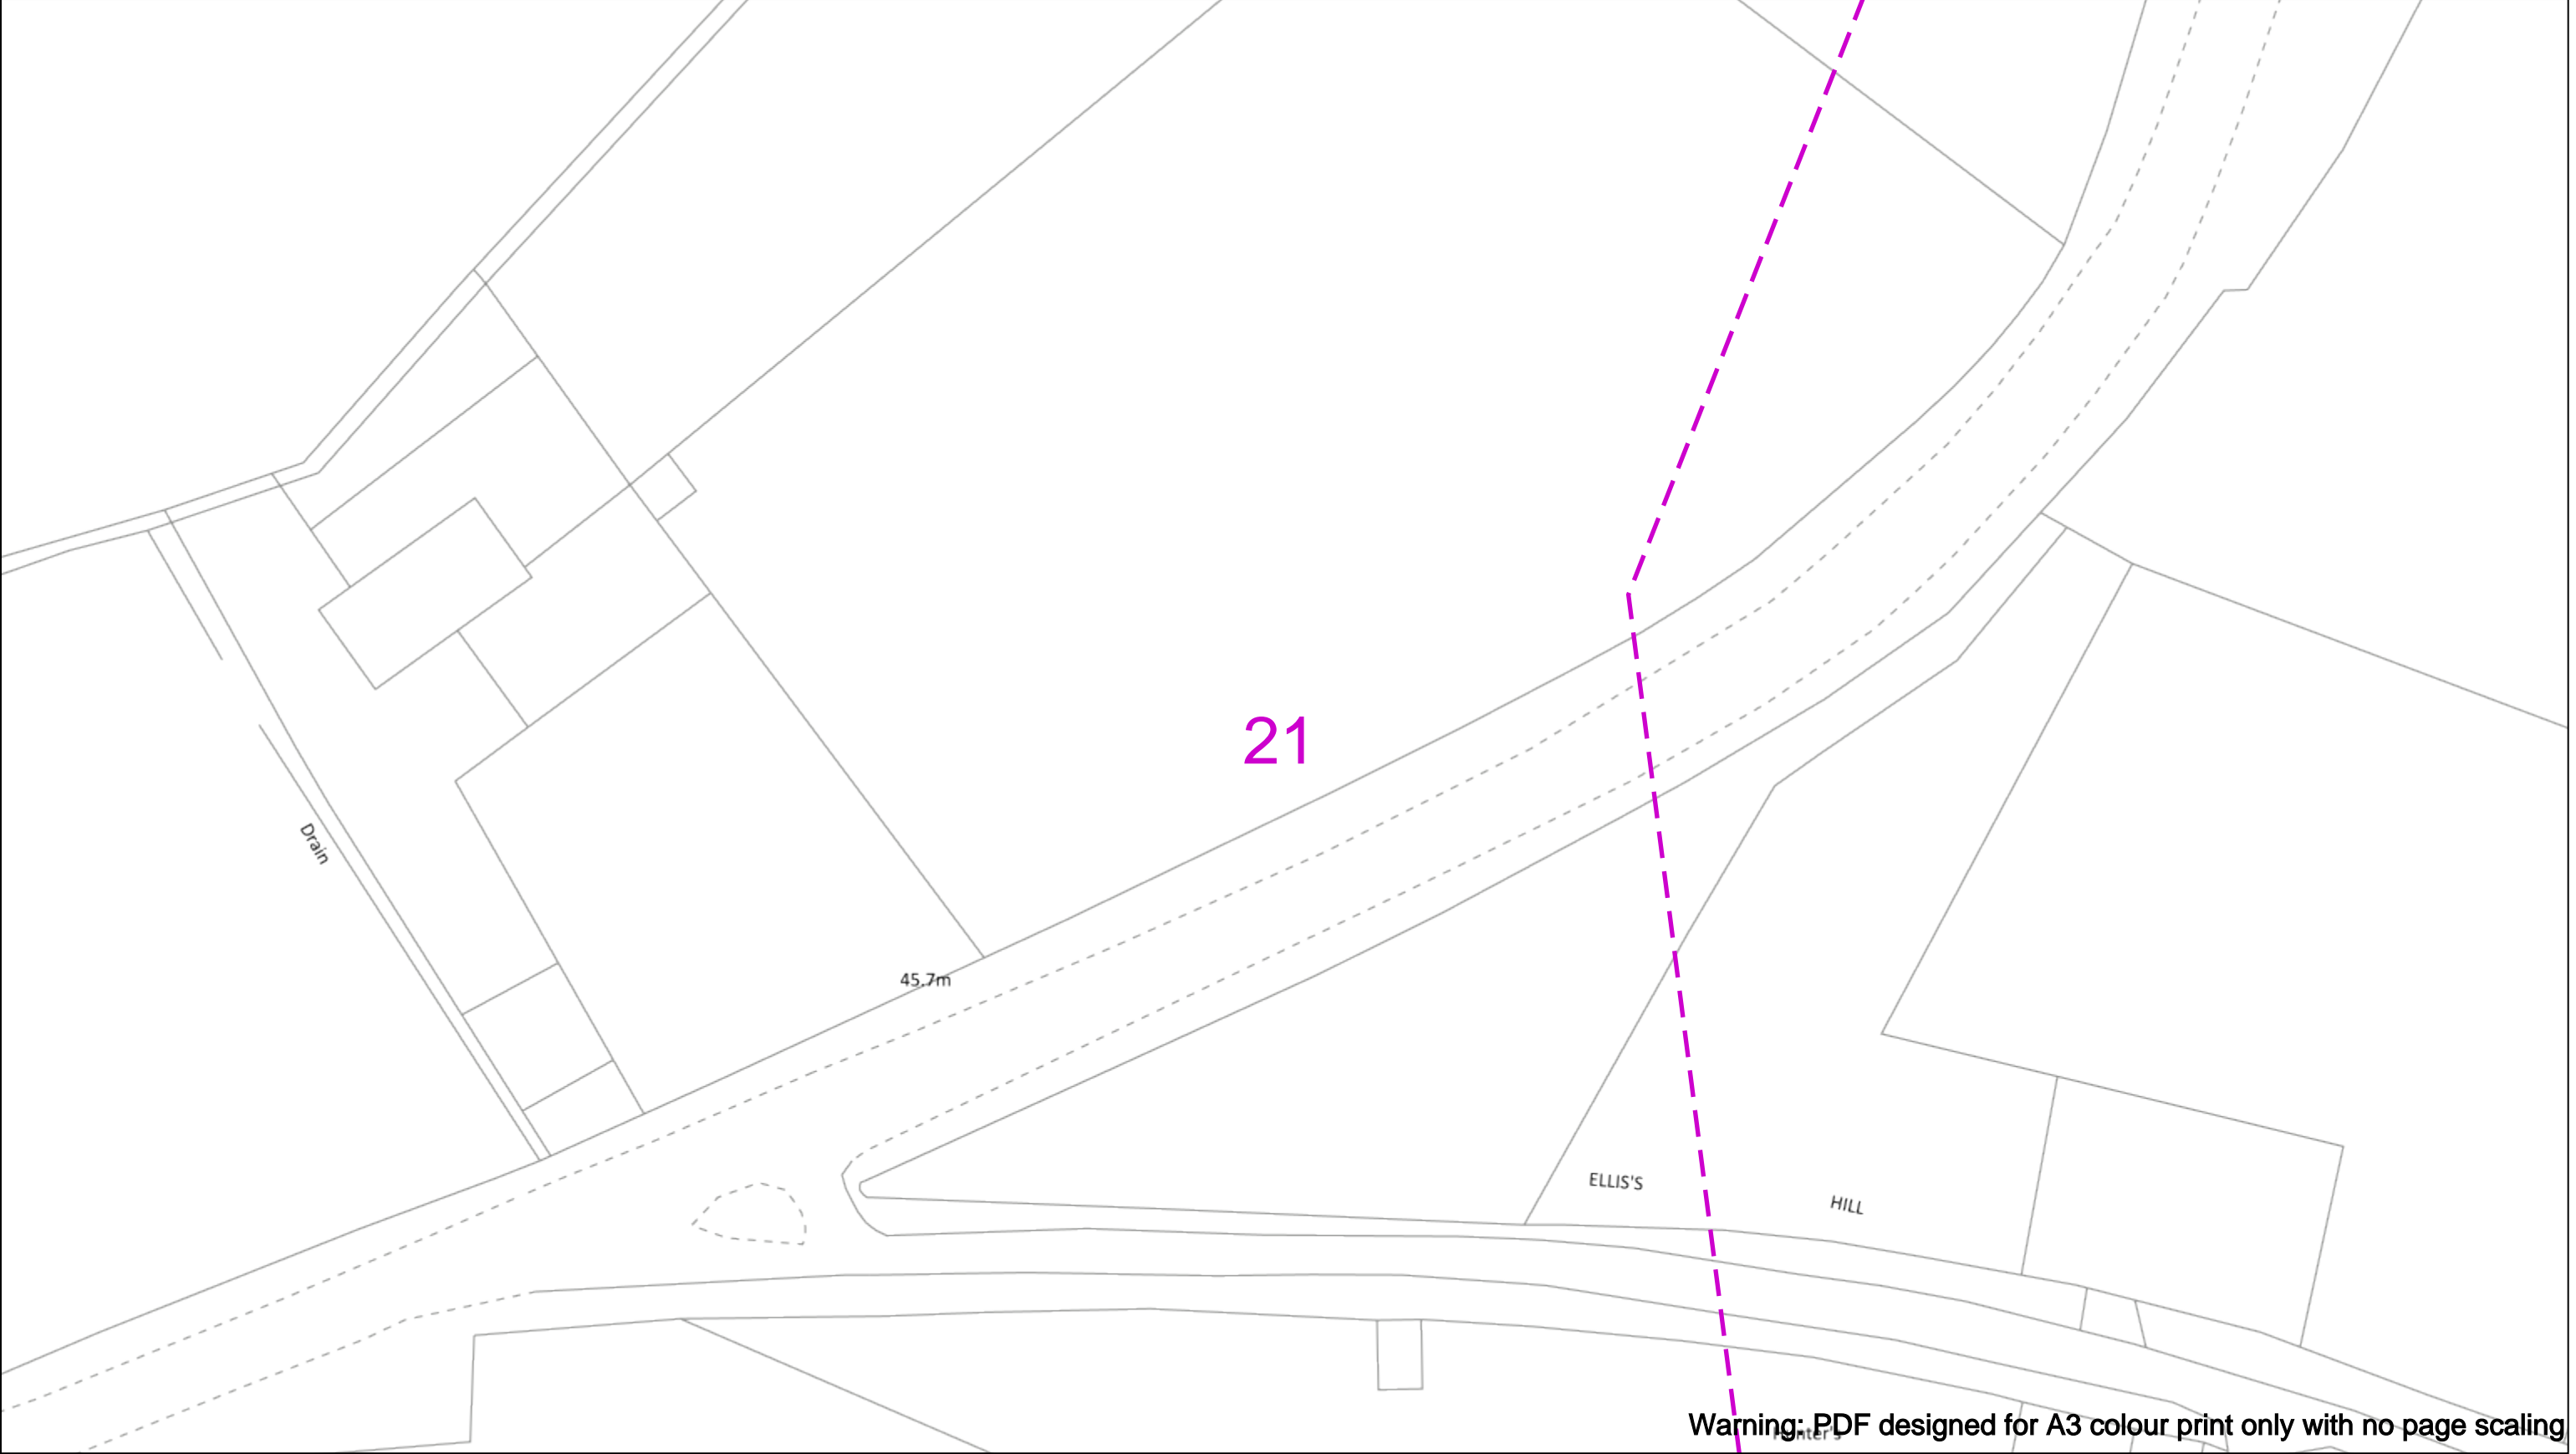 21
Drain
45.7m
ELLIS'S
HILL
Warning: PDF designed for A3 colour print only with no page scaling